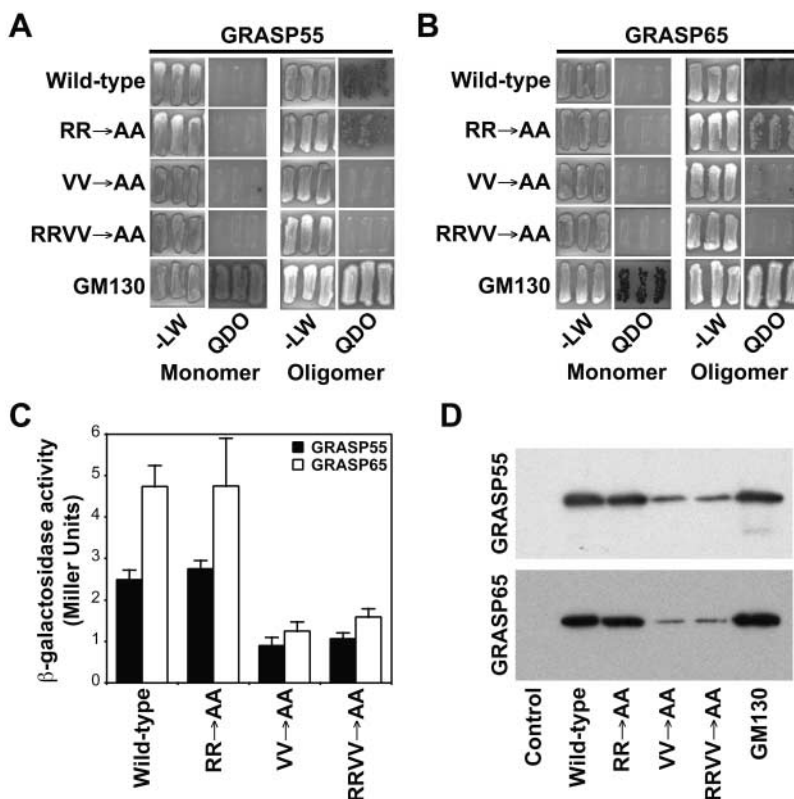 A
GRASP55
Wild-type
RR→AA
VV→AA
RRVV→AA
GM130
-LW
QDO
-LW
QDO
Monomer
Oligomer
B
GRASP65
Wild-type
RR→AA
VV→AA
RRVV→AA
GM130
-LW
QDO
-LW
QDO
Monomer
Oligomer
C
β-galactosidase activity
(Miller Units)
6
5
4
3
2
1
0
GRASP55
GRASP65
Wild-type
RR→AA
VV→AA
RRVV→AA
D
GRASP55
GRASP65
Control
Wild-type
RR→AA
VV→AA
RRVV→AA
GM130